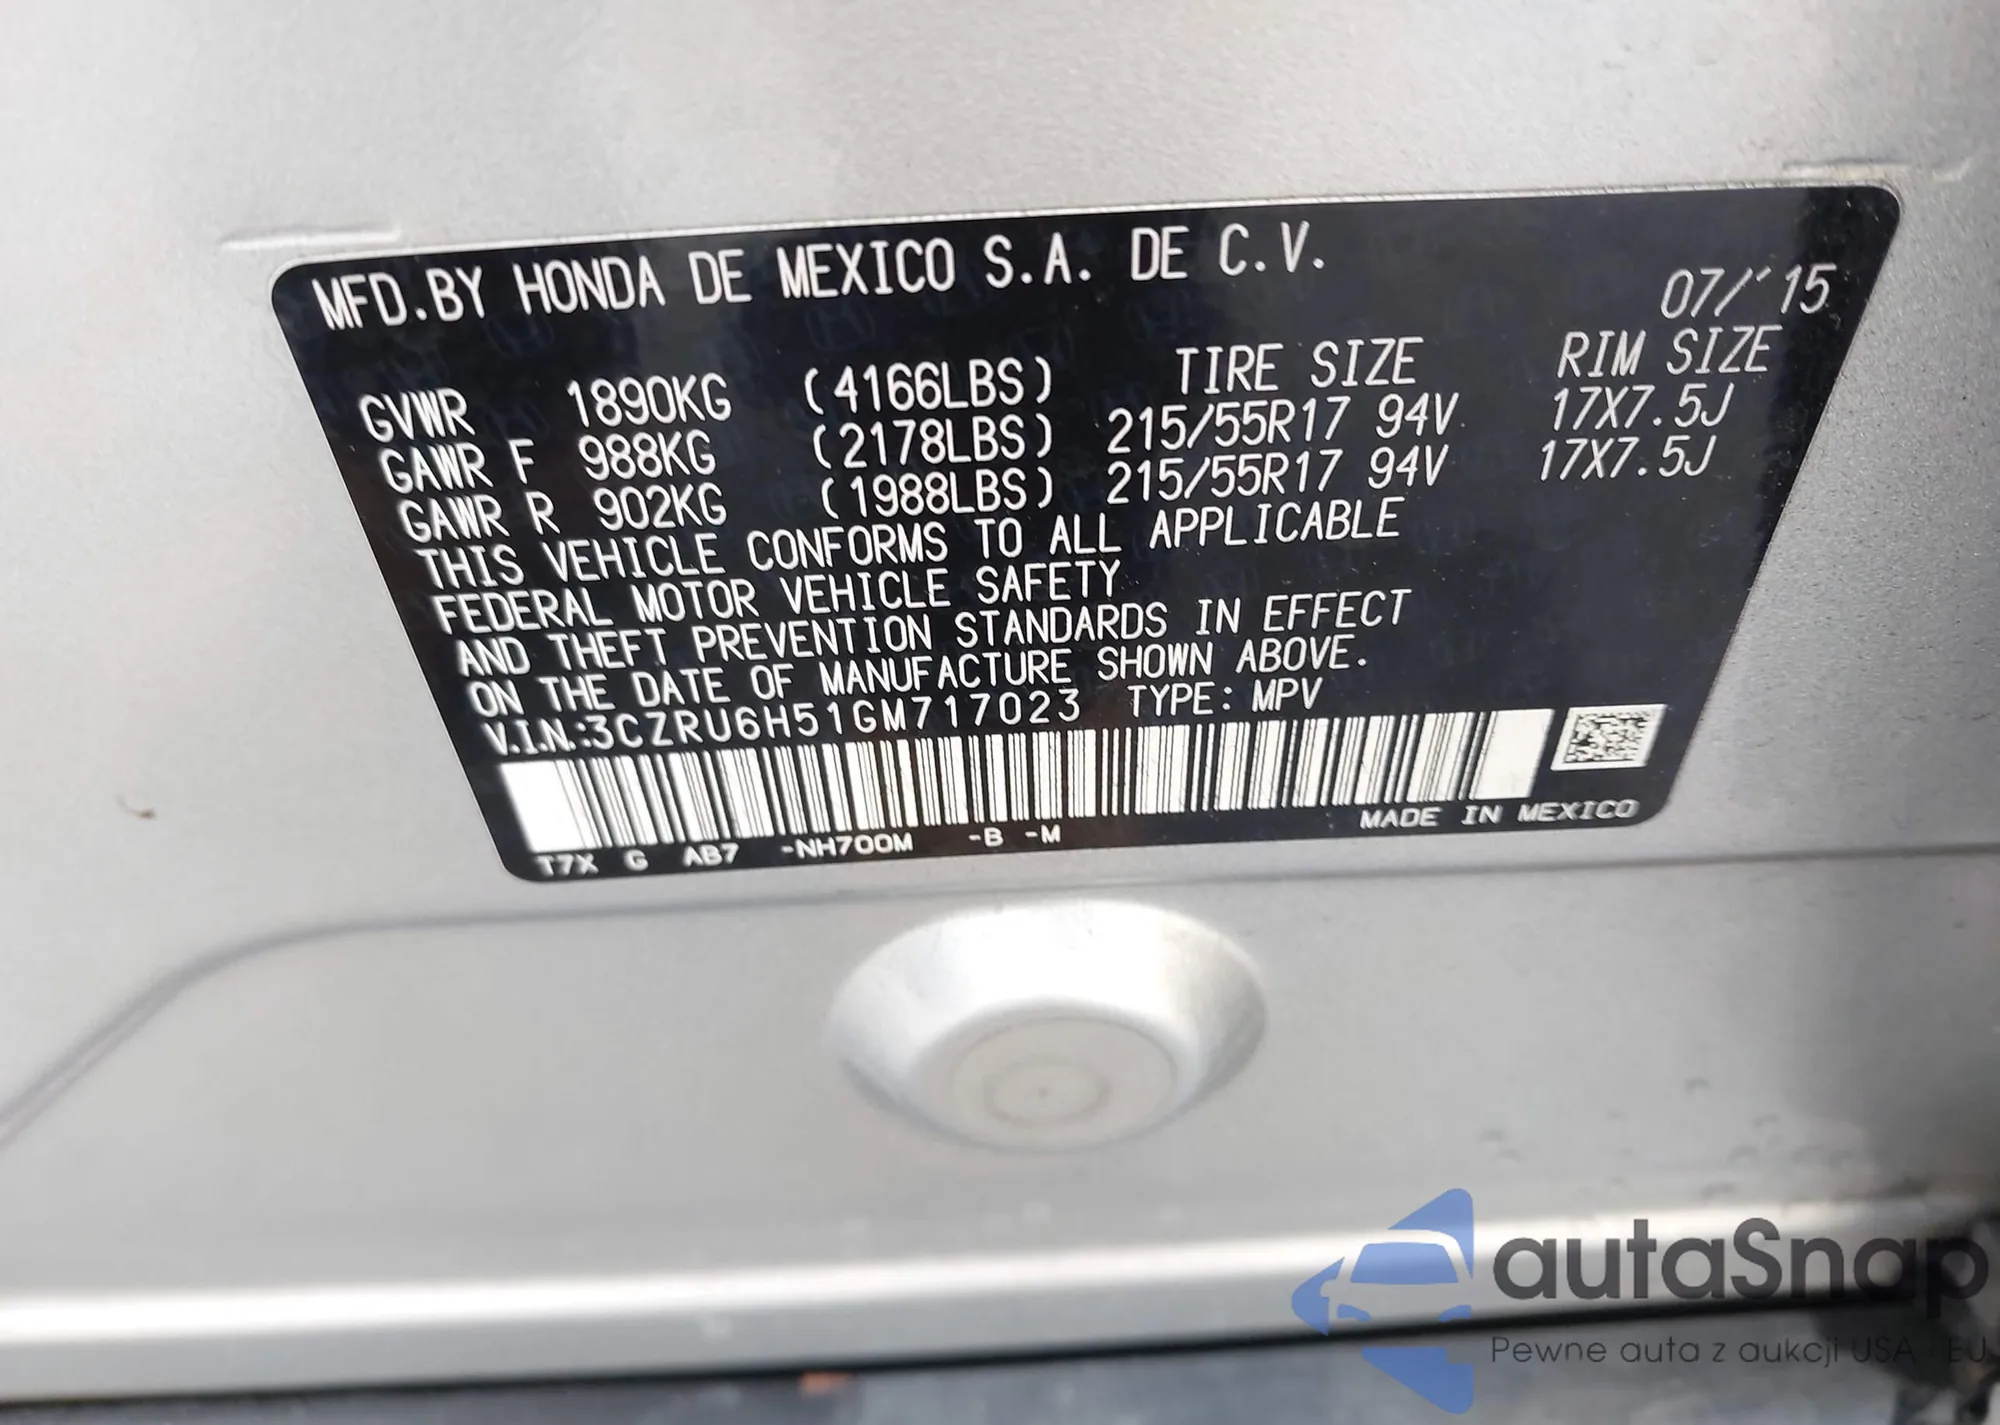 MFD.BY HONDA DE MEXICO S.A. DE C.V.
07/'15
GVWR 1890KG (4166LBS) TIRE SIZE RIM SIZE
GAWR F 988KG (2178LBS) 215/55R17 94V 17X7.5J
GAWR R 902KG (1988LBS) 215/55R17 94V 17X7.5J
THIS VEHICLE CONFORMS TO ALL APPLICABLE
FEDERAL MOTOR VEHICLE SAFETY
AND THEFT PREVENTION STANDARDS IN EFFECT
ON THE DATE OF MANUFACTURE SHOWN ABOVE.
V.I.N.:3CZRU6H51GM717023 TYPE: MPV
T7X G AB7 -NH700M -B -M MADE IN MEXICO
autaSnap
Pewne auta z aukcji USA - EU